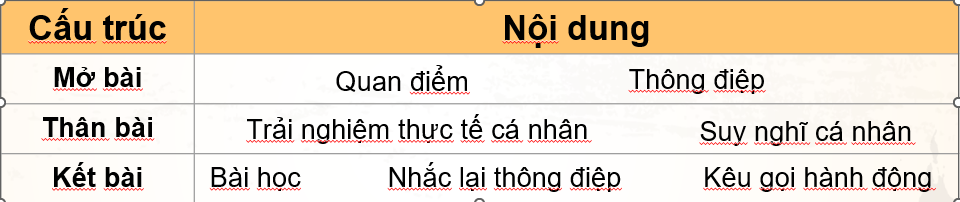 Cấu trúc Nội dung
Mở bài Quan điểm Thông điệp
Thân bài Trải nghiệm thực tế cá nhân Suy nghĩ cá nhân
Kết bài Bài học Nhắc lại thông điệp Kêu gọi hành động